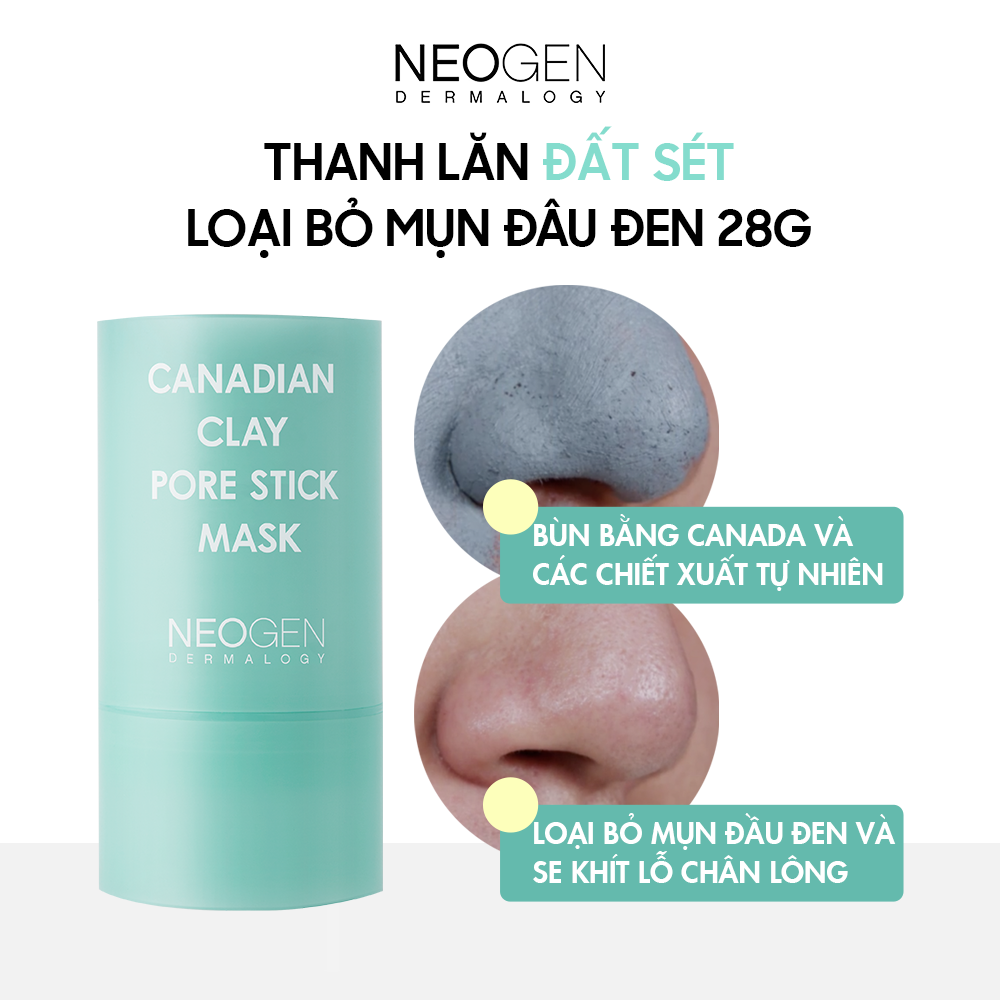 NEOGEN
DERMALOGY
THANH LĂN ĐẤT SÉT
LOẠI BỎ MỤN ĐÂU ĐEN 28G
CANADIAN
CLAY
PORE STICK
MASK
NEOGEN
DERMALOGY
BÙN BẰNG CANADA VÀ
CÁC CHIẾT XUẤT TỰ NHIÊN
LOẠI BỎ MỤN ĐẦU ĐEN VÀ
SE KHÍT LỖ CHÂN LÔNG